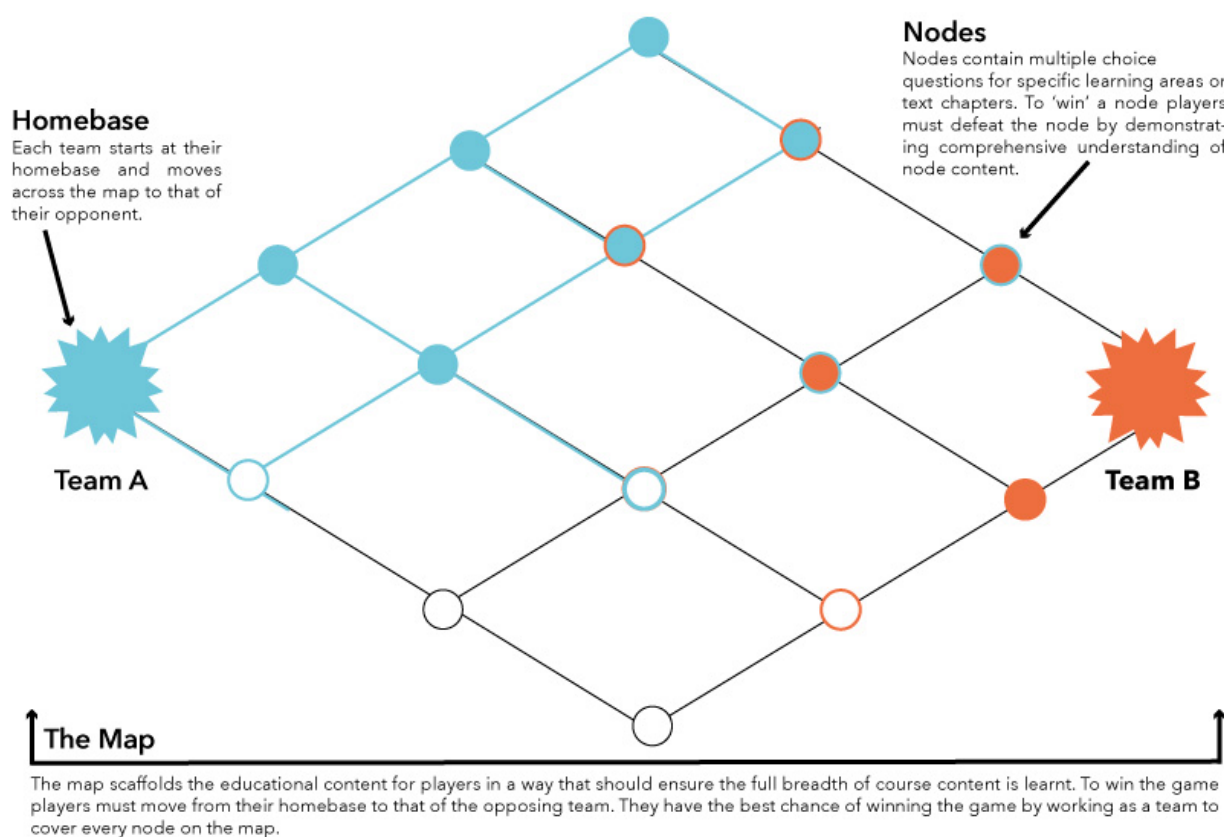 Homebase
Each team starts at their
homebase and moves
across the map to that of
their opponent.
Nodes
Nodes contain multiple choice
questions for specific learning areas or
text chapters. To ‘win’ a node players
must defeat the node by demonstrat-
ing comprehensive understanding of
node content.
Team A
Team B
The Map
The map scaffolds the educational content for players in a way that should ensure the full breadth of course content is learnt. To win the game
players must move from their homebase to that of the opposing team. They have the best chance of winning the game by working as a team to
cover every node on the map.